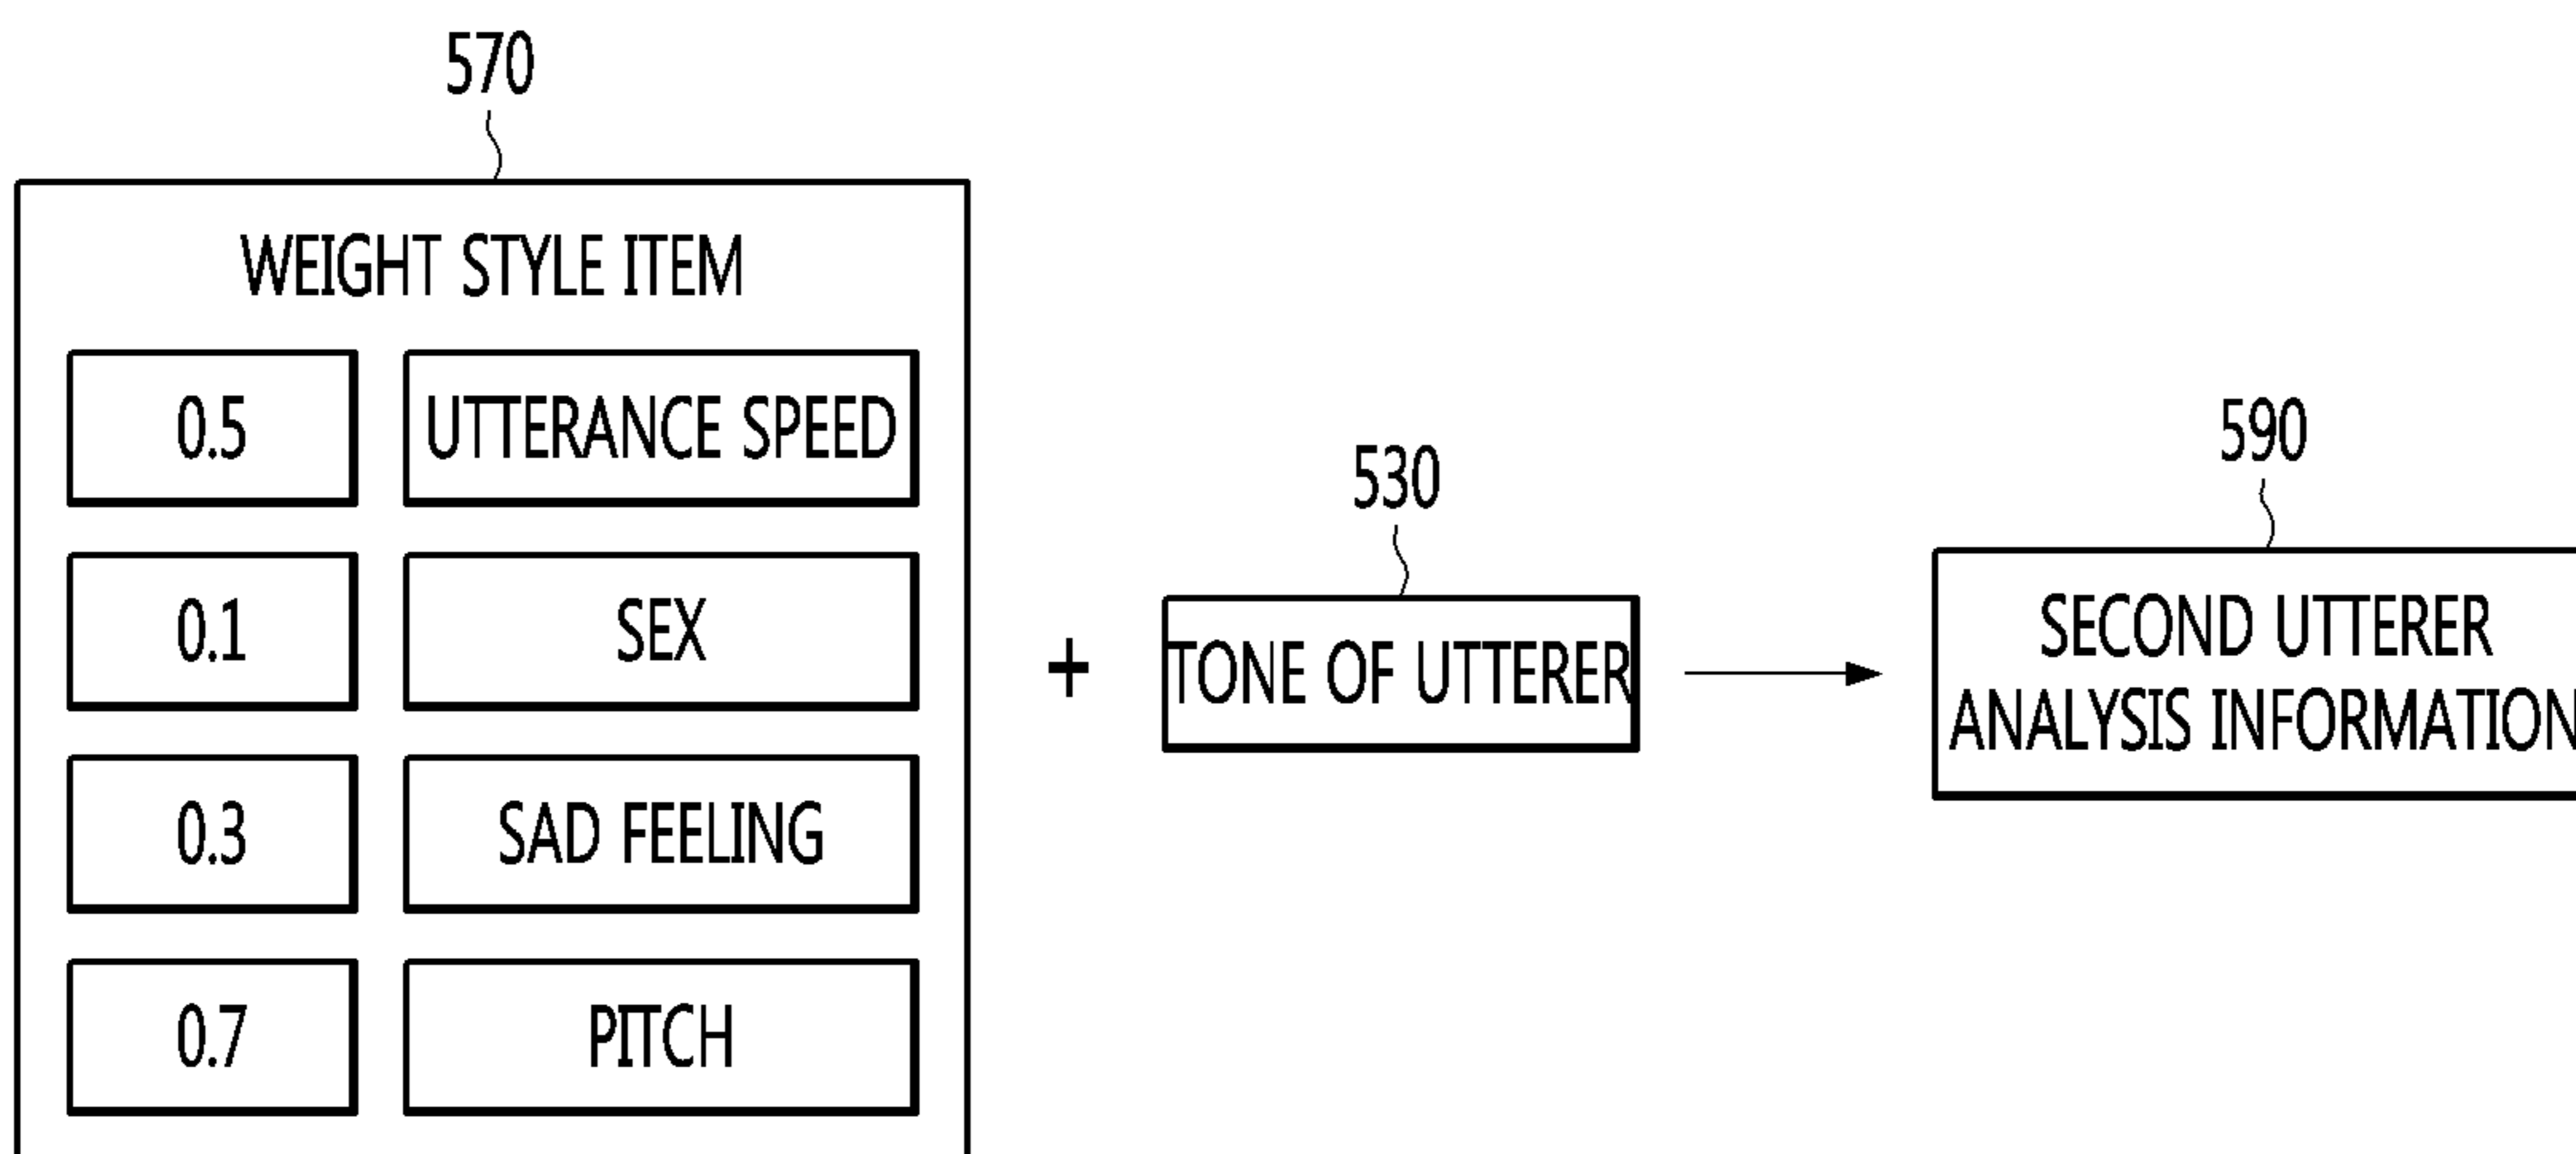 570
WEIGHT STYLE ITEM
0.5 UTTERANCE SPEED
0.1 SEX
0.3 SAD FEELING
0.7 PITCH
+
530
TONE OF UTTERER
590
SECOND UTTERER
ANALYSIS INFORMATION